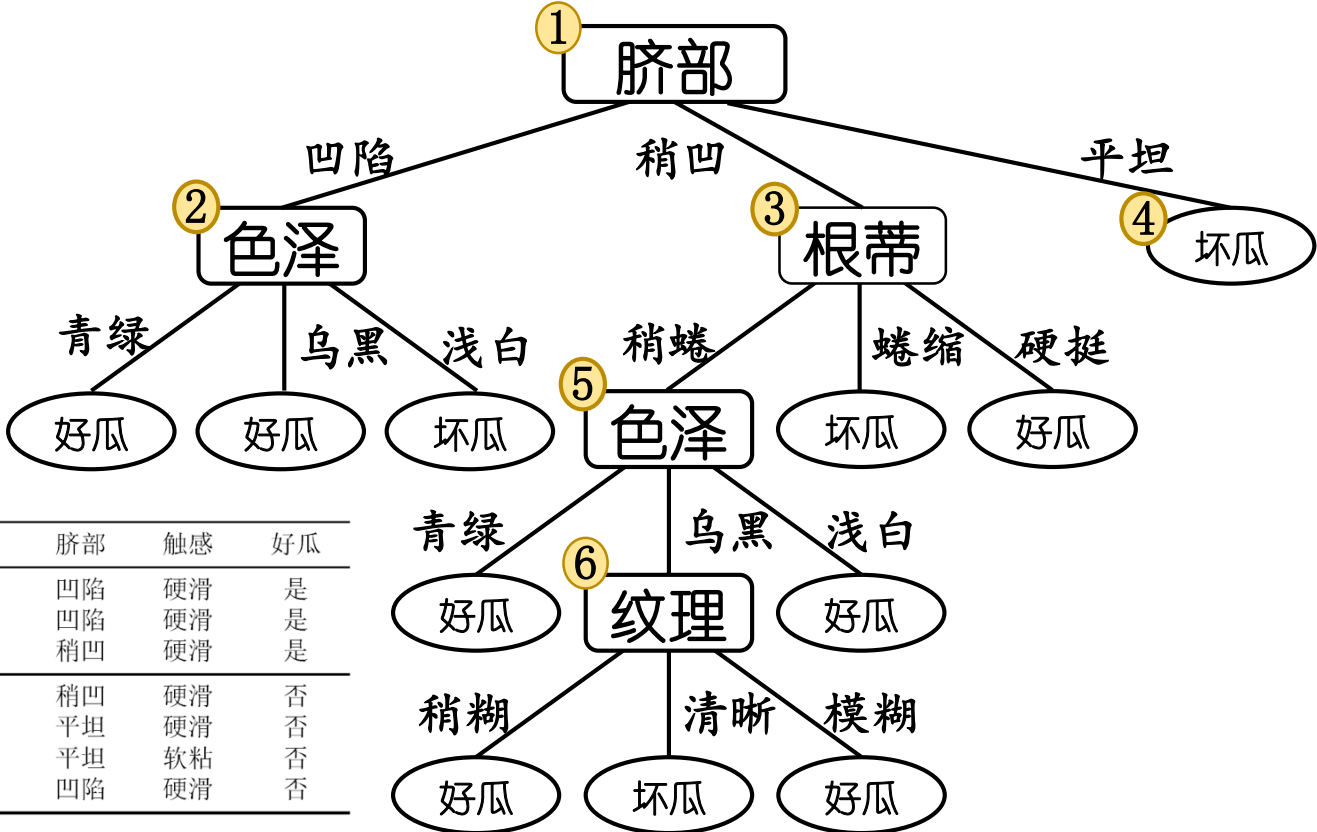 1
脐部
凹陷 稍凹 平坦
2 3 4
色泽 根蒂 坏瓜
青绿 乌黑 浅白 稍蜷 蜷缩 硬挺
5
好瓜 好瓜 坏瓜 色泽 坏瓜 好瓜
青绿 乌黑 浅白
6
好瓜 纹理 好瓜
稍糊 清晰 模糊
好瓜 坏瓜 好瓜
脐部 触感 好瓜
凹陷 硬滑 是
凹陷 硬滑 是
稍凹 硬滑 是
稍凹 硬滑 否
平坦 硬滑 否
平坦 软粘 否
凹陷 硬滑 否